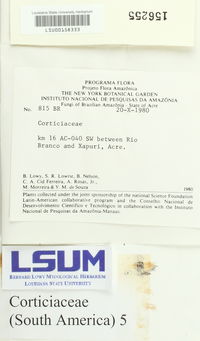 Louisiana State University Herbarium
LSU00158333
156255
PROGRAMA FLORA
Projeto Flora Amazônica
THE NEW YORK BOTANICAL GARDEN
INSTITUTO NACIONAL DE PESQUISAS DA AMAZÔNIA
Fungi of Brazilian Amazonia - State of Acre
No. 815 BR 20-X-1980
Corticiaceae
km 16 AC-040 SW between Rio
Branco and Xapuri, Acre.
B. Lowy, S. R. Lowrie, B. Nelson,
C. A. Cid Ferreira, A. Rosas, Jr.,
M. Moreira & Y. M. de Souza 1980
Plants collected under the joint sponsorship of the national Science Foundation
Latin-American collaborative program and the Conselho Nacional de
Desenvolvimento Científico e Tecnologico in collaboration with the Instituto
Nacional de Pesquisas da Amazônia-Manaus.
LSUM
BERNARD LOWY MYCOLOGICAL HERBARIUM
LOUISIANA STATE UNIVERSITY
Corticiaceae
(South America) 5